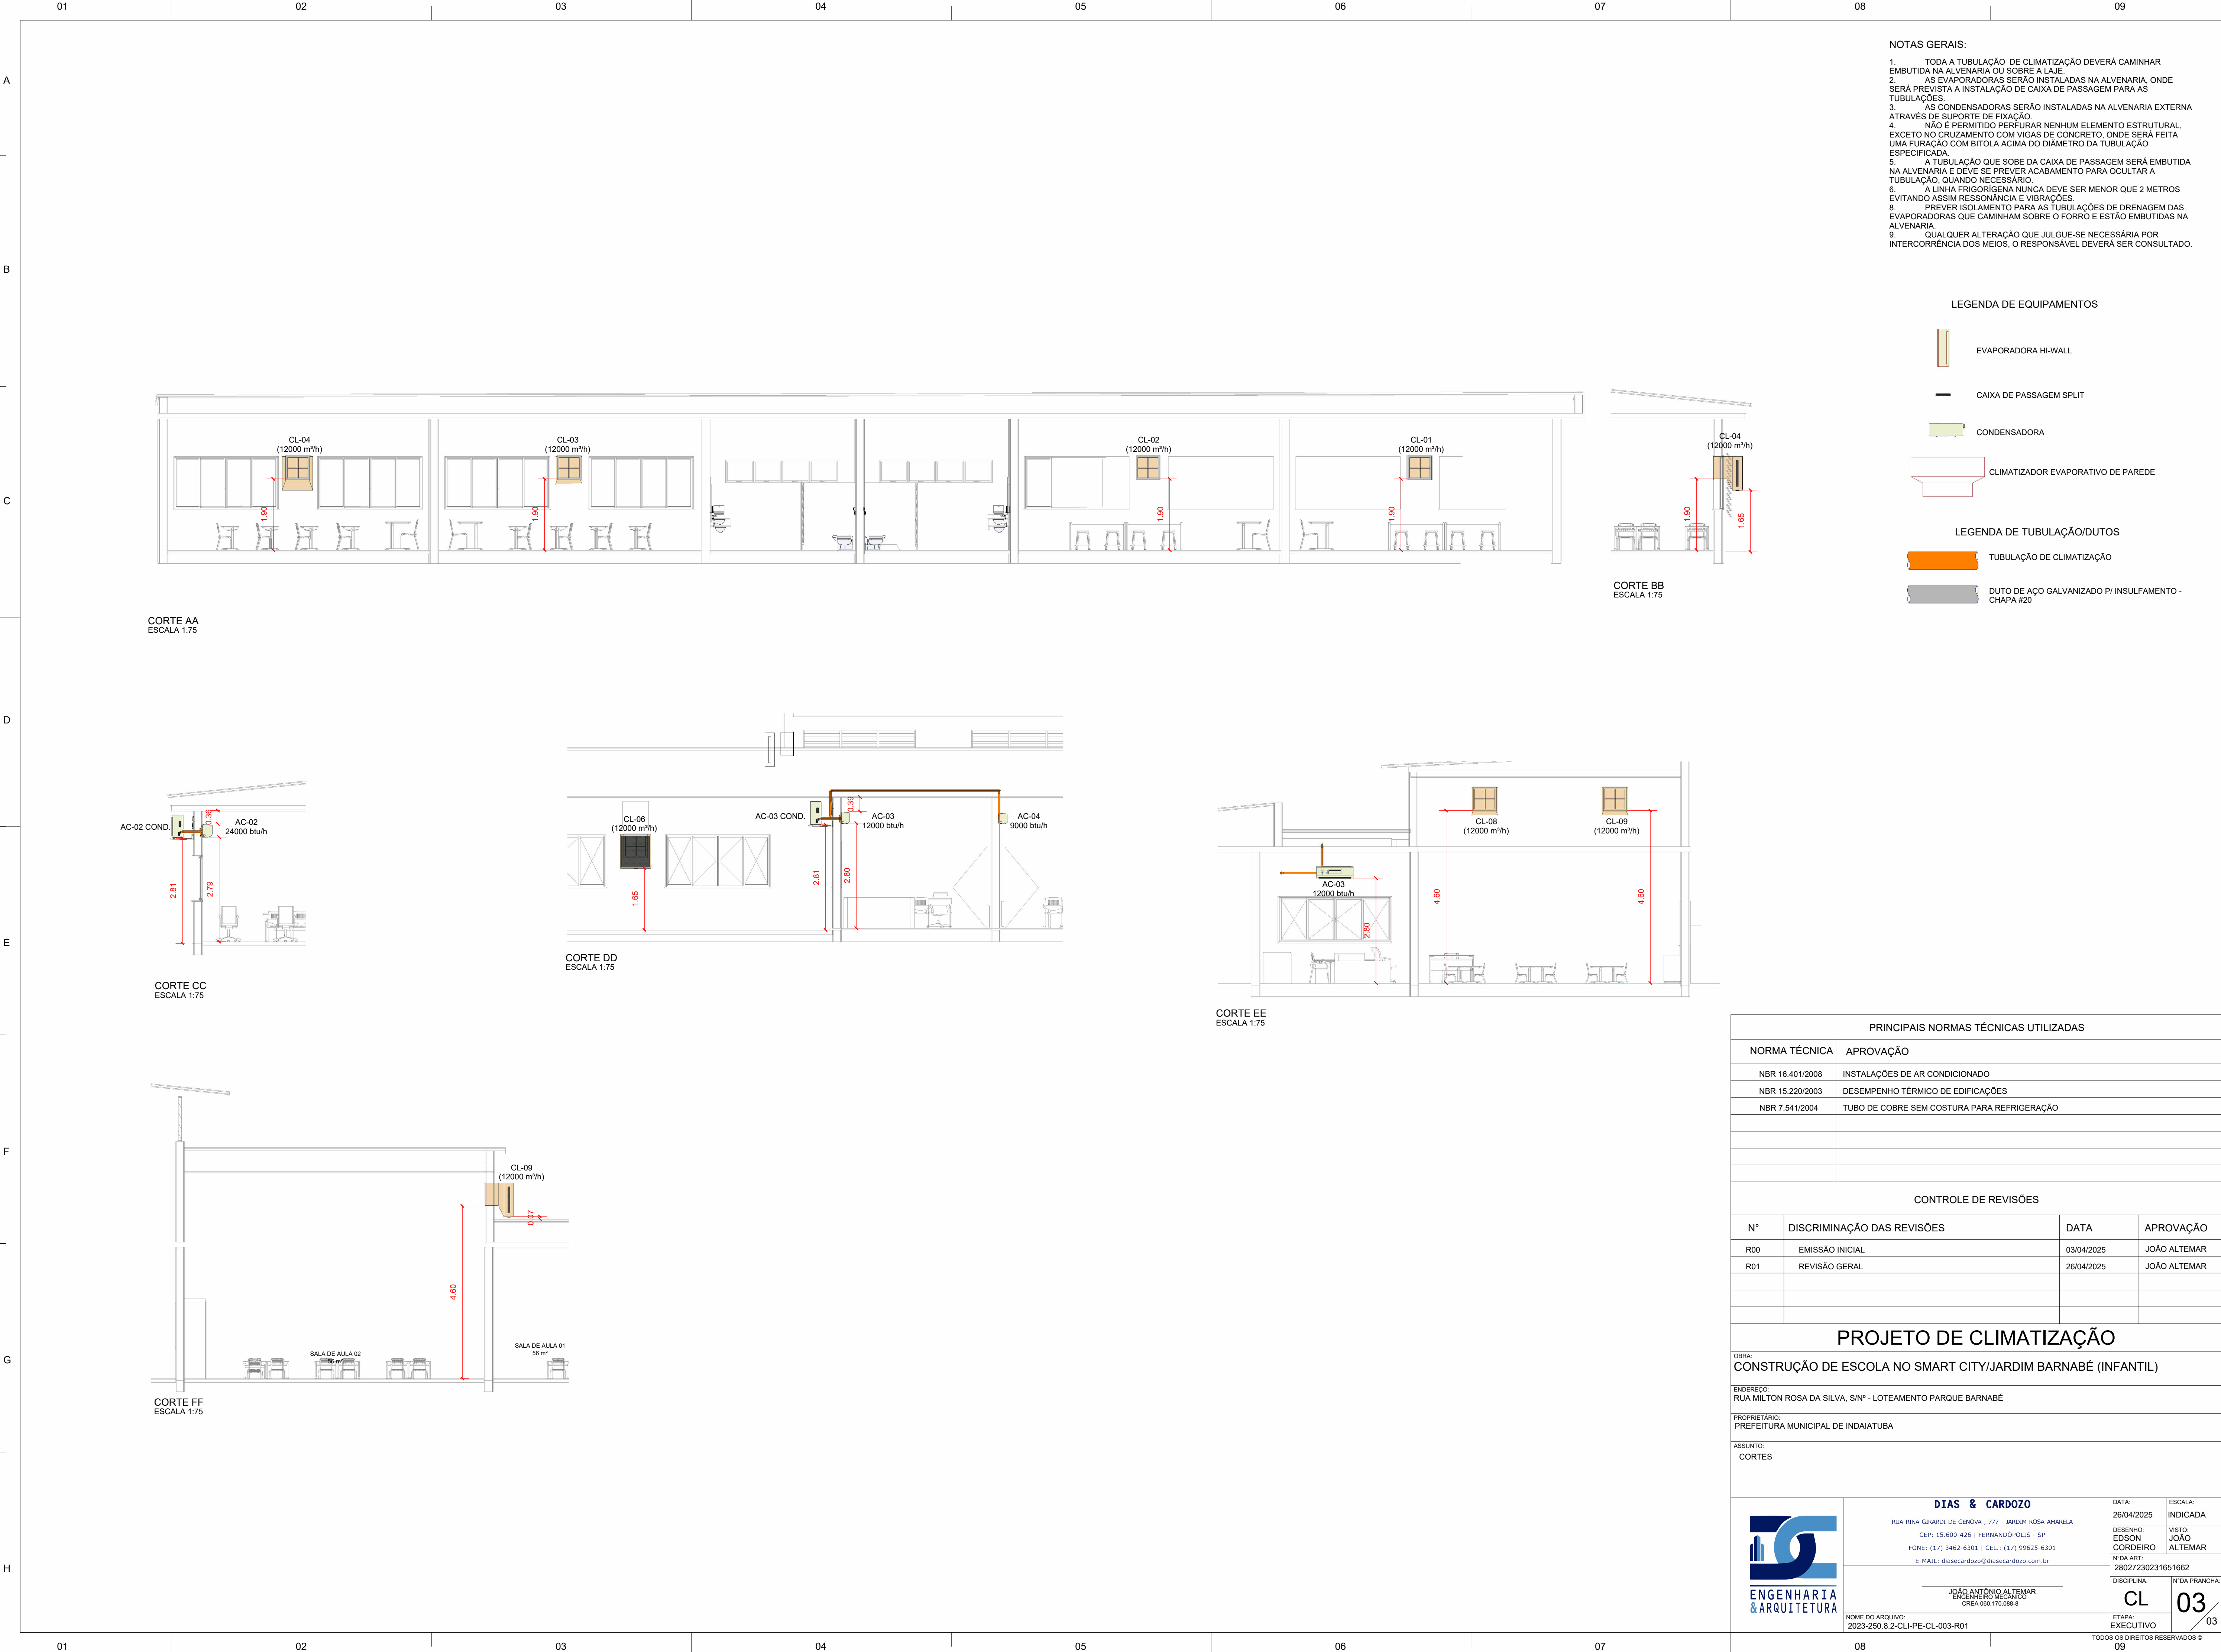 01 02 03 04 05 06 07 08 09
A
B
C
D
E
F
G
H
NOTAS GERAIS:
1. TODA A TUBULAÇÃO DE CLIMATIZAÇÃO DEVERÁ CAMINHAR
EMBUTIDA NA ALVENARIA OU SOBRE A LAJE.
2. AS EVAPORADORAS SERÃO INSTALADAS NA ALVENARIA, ONDE
SERÁ PREVISTA A INSTALAÇÃO DE CAIXA DE PASSAGEM PARA AS
TUBULAÇÕES.
3. AS CONDENSADORAS SERÃO INSTALADAS NA ALVENARIA EXTERNA
ATRAVÉS DE SUPORTE DE FIXAÇÃO.
4. NÃO É PERMITIDO PERFURAR NENHUM ELEMENTO ESTRUTURAL,
EXCETO NO CRUZAMENTO COM VIGAS DE CONCRETO, ONDE SERÁ FEITA
UMA FURAÇÃO COM BITOLA ACIMA DO DIÂMETRO DA TUBULAÇÃO
ESPECIFICADA.
5. A TUBULAÇÃO QUE SOBE DA CAIXA DE PASSAGEM SERÁ EMBUTIDA
NA ALVENARIA E DEVE SE PREVER ACABAMENTO PARA OCULTAR A
TUBULAÇÃO, QUANDO NECESSÁRIO.
6. A LINHA FRIGORÍGENA NUNCA DEVE SER MENOR QUE 2 METROS
EVITANDO ASSIM RESSONÂNCIA E VIBRAÇÕES.
8. PREVER ISOLAMENTO PARA AS TUBULAÇÕES DE DRENAGEM DAS
EVAPORADORAS QUE CAMINHAM SOBRE O FORRO E ESTÃO EMBUTIDAS NA
ALVENARIA.
9. QUALQUER ALTERAÇÃO QUE JULGUE-SE NECESSÁRIA POR
INTERCORRÊNCIA DOS MEIOS, O RESPONSÁVEL DEVERÁ SER CONSULTADO.
LEGENDA DE EQUIPAMENTOS
EVAPORADORA HI-WALL
CAIXA DE PASSAGEM SPLIT
CONDENSADORA
CLIMATIZADOR EVAPORATIVO DE PAREDE
LEGENDA DE TUBULAÇÃO/DUTOS
TUBULAÇÃO DE CLIMATIZAÇÃO
DUTO DE AÇO GALVANIZADO P/ INSULFAMENTO -
CHAPA #20
CL-04
(12000 m³/h)
1.90
CL-03
(12000 m³/h)
1.90
CL-02
(12000 m³/h)
1.90
CL-01
(12000 m³/h)
1.90
CORTE AA
ESCALA 1:75
CL-04
(12000 m³/h)
1.90
1.65
CORTE BB
ESCALA 1:75
AC-02 COND.
0.36
AC-02
24000 btu/h
2.81
2.79
CORTE CC
ESCALA 1:75
CL-06
(12000 m³/h)
1.65
AC-03 COND.
0.39
AC-03
12000 btu/h
AC-04
9000 btu/h
2.81
2.80
CORTE DD
ESCALA 1:75
CL-08
(12000 m³/h)
CL-09
(12000 m³/h)
AC-03
12000 btu/h
2.80
4.60
4.60
CORTE EE
ESCALA 1:75
CL-09
(12000 m³/h)
0.07
4.60
SALA DE AULA 02
56 m²
SALA DE AULA 01
56 m²
CORTE FF
ESCALA 1:75
PRINCIPAIS NORMAS TÉCNICAS UTILIZADAS
NORMA TÉCNICA APROVAÇÃO
NBR 16.401/2008 INSTALAÇÕES DE AR CONDICIONADO
NBR 15.220/2003 DESEMPENHO TÉRMICO DE EDIFICAÇÕES
NBR 7.541/2004 TUBO DE COBRE SEM COSTURA PARA REFRIGERAÇÃO
CONTROLE DE REVISÕES
N° DISCRIMINAÇÃO DAS REVISÕES DATA APROVAÇÃO
R00 EMISSÃO INICIAL 03/04/2025 JOÃO ALTEMAR
R01 REVISÃO GERAL 26/04/2025 JOÃO ALTEMAR
PROJETO DE CLIMATIZAÇÃO
OBRA:
CONSTRUÇÃO DE ESCOLA NO SMART CITY/JARDIM BARNABÉ (INFANTIL)
ENDEREÇO:
RUA MILTON ROSA DA SILVA, S/Nº - LOTEAMENTO PARQUE BARNABÉ
PROPRIETÁRIO:
PREFEITURA MUNICIPAL DE INDAIATUBA
ASSUNTO:
CORTES
ENGENHARIA
&ARQUITETURA
DIAS & CARDOZO
RUA RINA GIRARDI DE GENOVA , 777 - JARDIM ROSA AMARELA
CEP: 15.600-426 | FERNANDÓPOLIS - SP
FONE: (17) 3462-6301 | CEL.: (17) 99625-6301
E-MAIL: diasecardozo@diasecardozo.com.br
JOÃO ANTÔNIO ALTEMAR
ENGENHEIRO MECÂNICO
CREA 060.170.088-8
NOME DO ARQUIVO:
2023-250.8.2-CLI-PE-CL-003-R01
DATA: ESCALA:
26/04/2025 INDICADA
DESENHO: VISTO:
EDSON JOÃO
CORDEIRO ALTEMAR
N°DA ART:
28027230231651662
DISCIPLINA: N°DA PRANCHA:
CL 03
03
ETAPA:
EXECUTIVO
TODOS OS DIREITOS RESERVADOS ©
01 02 03 04 05 06 07 08 09